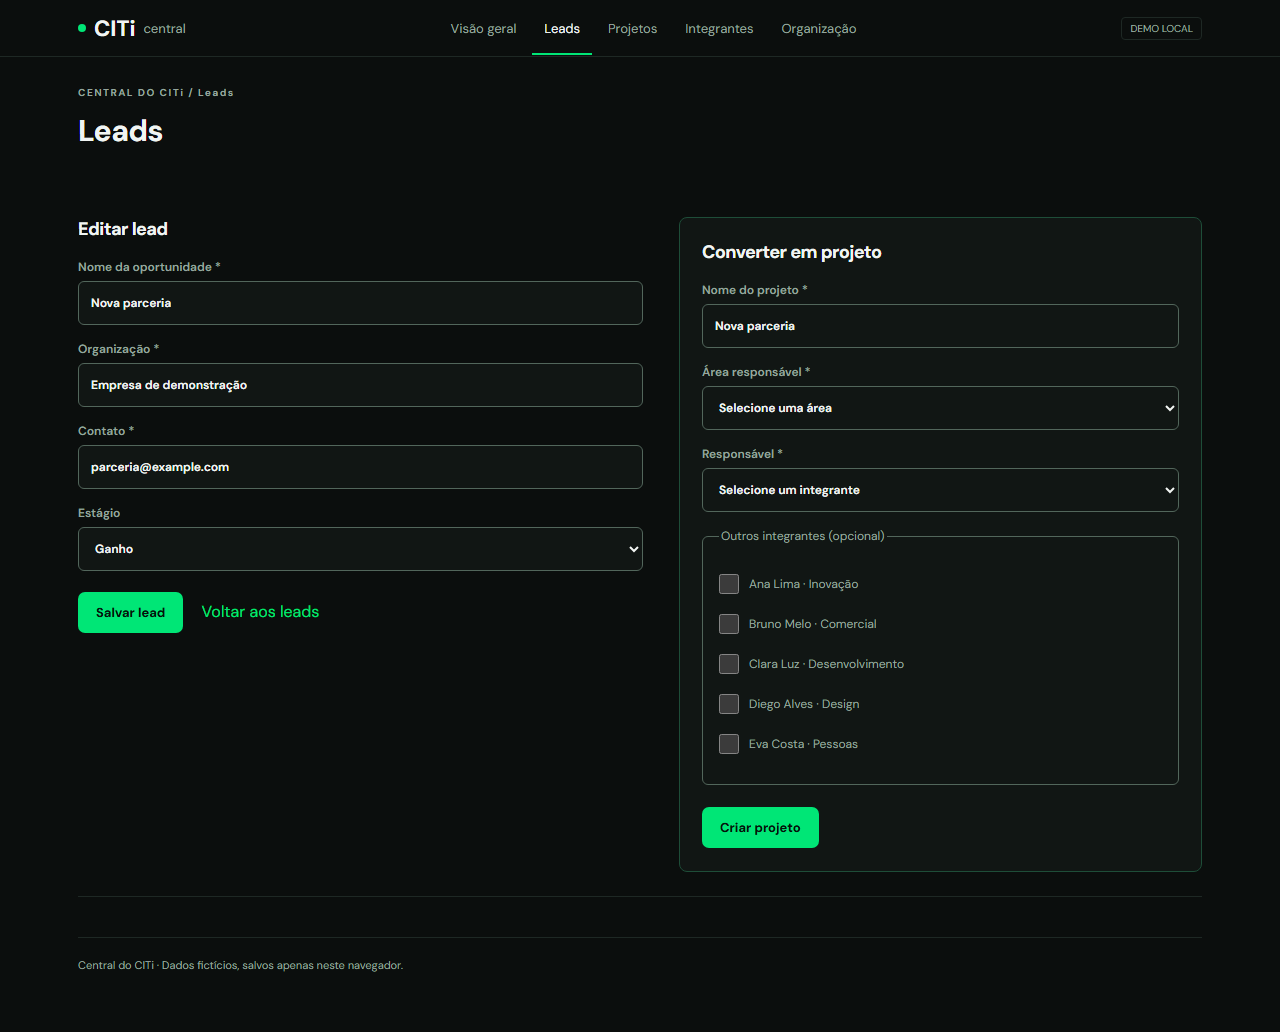 CITi central
Visão geral
Leads
Projetos
Integrantes
Organização
DEMO LOCAL
CENTRAL DO CITi / Leads
Leads
Editar lead
Nome da oportunidade *
Nova parceria
Organização *
Empresa de demonstração
Contato *
parceria@example.com
Estágio
Ganho
Salvar lead
Voltar aos leads
Converter em projeto
Nome do projeto *
Nova parceria
Área responsável *
Selecione uma área
Responsável *
Selecione um integrante
Outros integrantes (opcional)
Ana Lima · Inovação
Bruno Melo · Comercial
Clara Luz · Desenvolvimento
Diego Alves · Design
Eva Costa · Pessoas
Criar projeto
Central do CITi · Dados fictícios, salvos apenas neste navegador.